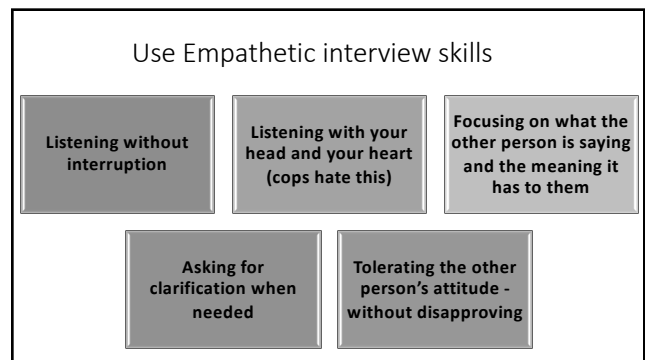 Use Empathetic interview skills
Listening without
interruption
Listening with your
head and your heart
(cops hate this)
Focusing on what the
other person is saying
and the meaning it
has to them
Asking for
clarification when
needed
Tolerating the other
person's attitude -
without disapproving